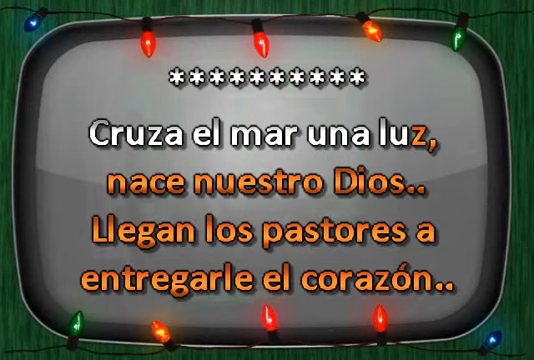 **********
Cruza el mar una luz,
nace nuestro Dios..
Llegan los pastores a
entregarle el corazón..